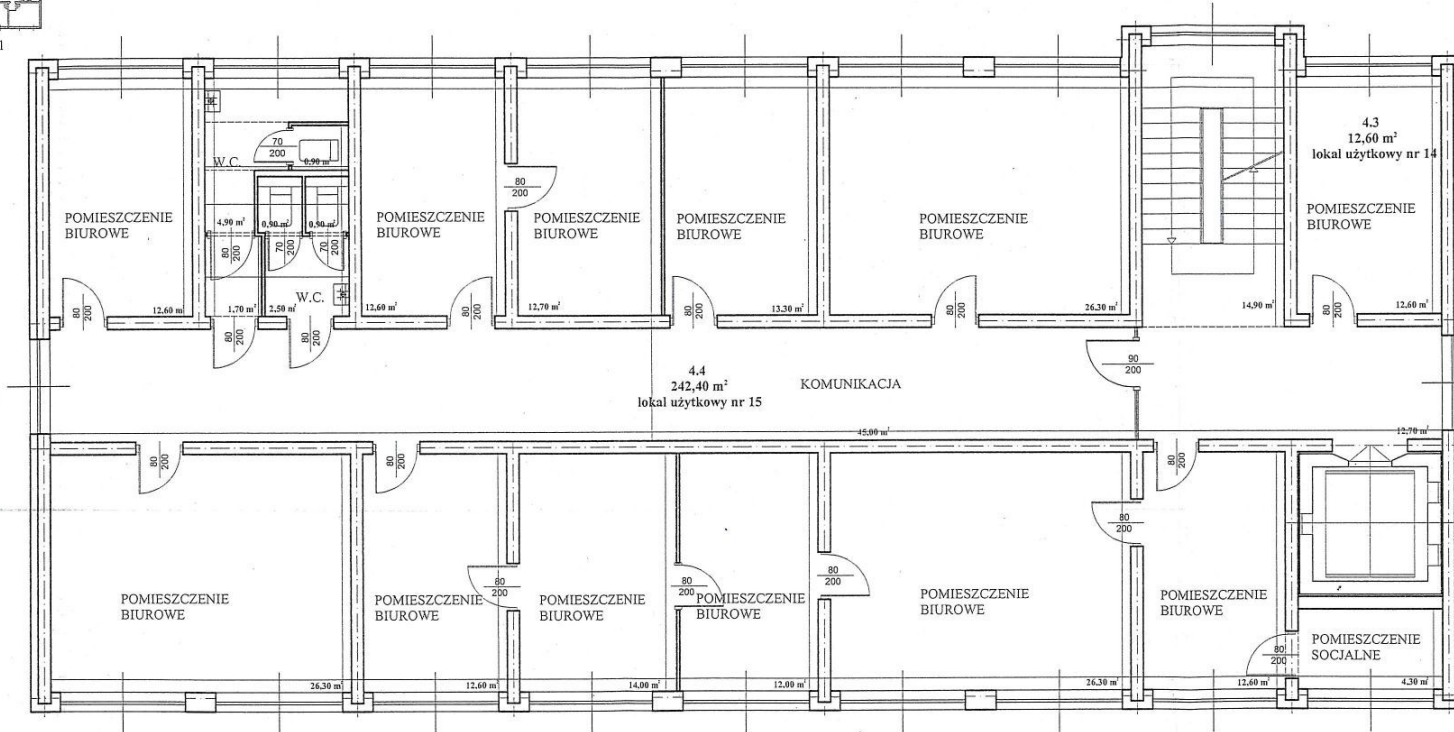 1
4.3
12,60 m²
lokal użytkowy nr 14
70
200
W.C.
0,90 m²
80
200
POMIESZCZENIE
BIUROWE
4,90 m²
0,90 m²
0,90 m²
POMIESZCZENIE
BIUROWE
POMIESZCZENIE
BIUROWE
POMIESZCZENIE
BIUROWE
POMIESZCZENIE
BIUROWE
POMIESZCZENIE
BIUROWE
80
200
70
200
70
200
W.C.
12,60 m²
1,70 m²
2,50 m²
12,60 m²
12,70 m²
13,30 m²
26,30 m²
14,90 m²
12,60 m²
80
200
80
200
80
200
80
200
80
200
80
200
80
200
90
200
4.4
242,40 m²
lokal użytkowy nr 15
KOMUNIKACJA
45,00 m²
12,70 m²
80
200
80
200
80
200
80
200
80
200
80
200
80
200
POMIESZCZENIE
BIUROWE
POMIESZCZENIE
BIUROWE
POMIESZCZENIE
BIUROWE
POMIESZCZENIE
BIUROWE
POMIESZCZENIE
BIUROWE
POMIESZCZENIE
BIUROWE
POMIESZCZENIE
SOCJALNE
80
200
26,30 m²
12,60 m²
14,00 m²
12,00 m²
26,30 m²
12,60 m²
4,30 m²